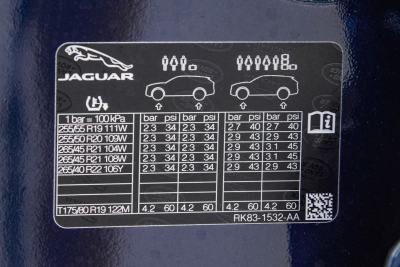 JAGUAR
1 bar = 100 kPa bar psi bar psi bar psi bar psi
255/55 R19 111W 2.3 34 2.3 34 2.7 40 2.7 40
255/50 R20 109W 2.3 34 2.3 34 2.9 43 2.9 43
265/45 R21 104W 2.3 34 2.3 34 3.1 45 3.1 45
265/45 R21 108W 2.3 34 2.3 34 2.9 43 3.1 45
265/40 R22 106Y 2.3 34 2.3 34 2.9 43 2.9 43
T175/80 R19 122M 4.2 60 4.2 60 4.2 60 4.2 60
RK83-1532-AA